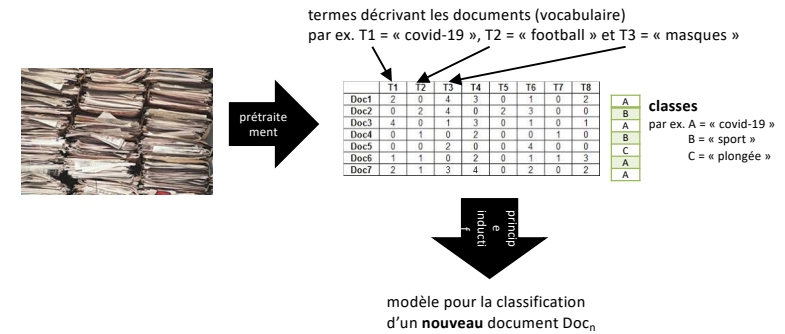 termes décrivant les documents (vocabulaire)
par ex. T1 = « covid-19 », T2 = « football » et T3 = « masques »
prétraite
ment
T1 T2 T3 T4 T5 T6 T7 T8
Doc1 2 0 4 3 0 1 0 2 A
Doc2 0 2 4 0 2 3 0 0 B
Doc3 4 0 1 3 0 1 0 1 A
Doc4 0 1 0 2 0 0 1 0 B
Doc5 0 0 2 0 0 4 0 0 C
Doc6 1 1 0 2 0 1 1 3 A
Doc7 2 1 3 4 0 2 0 2 A
classes
par ex. A = « covid-19 »
B = « sport »
C = « plongée »
princip
e
inducti
f
modèle pour la classification
d'un nouveau document Docn